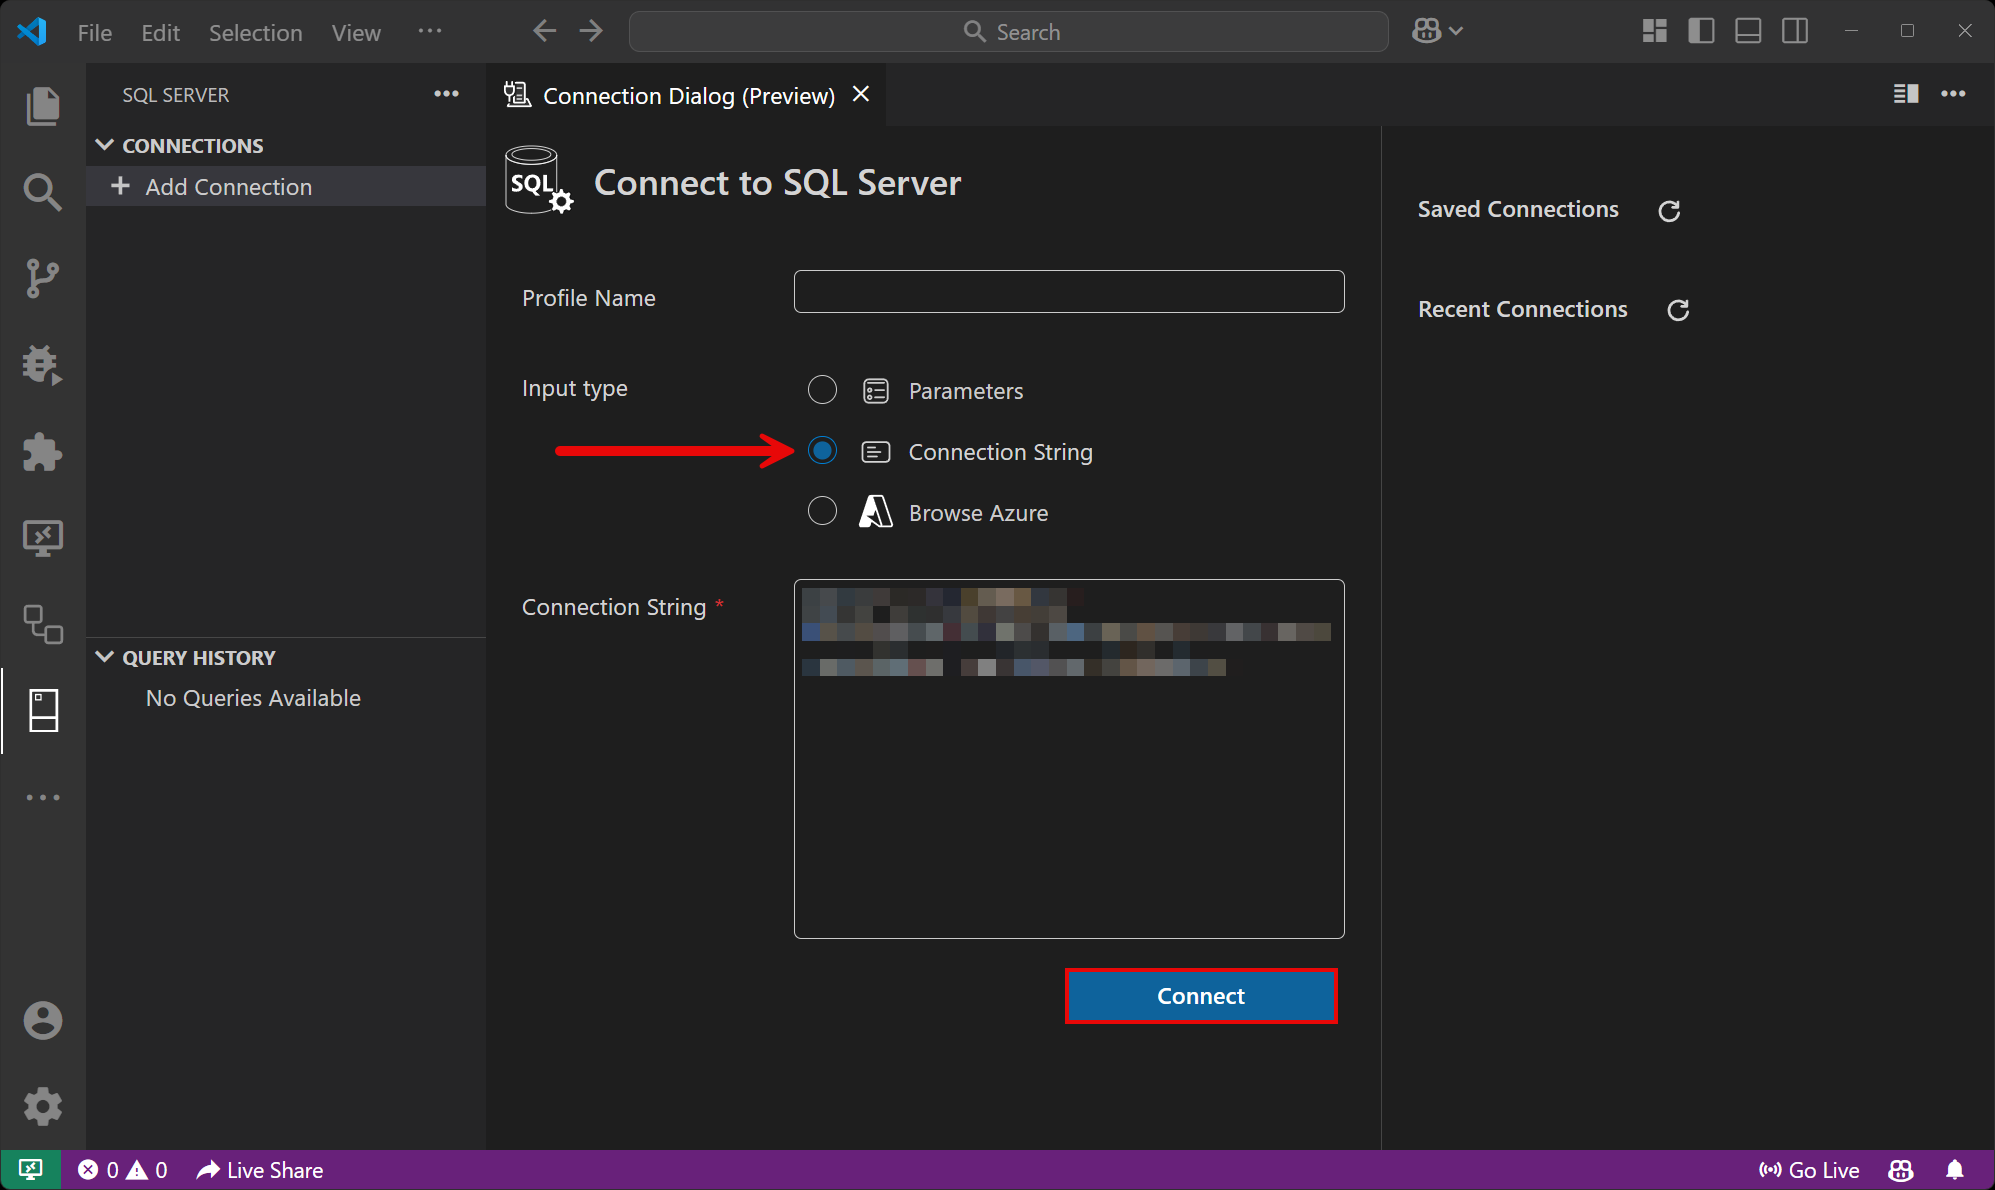 File Edit Selection View ···
Search
SQL SERVER
Connection Dialog (Preview)
CONNECTIONS
Add Connection
SQL
Connect to SQL Server
Saved Connections
Profile Name
Recent Connections
Input type
Parameters
Connection String
Browse Azure
Connection String *
QUERY HISTORY
No Queries Available
Connect
0 0 Live Share
Go Live